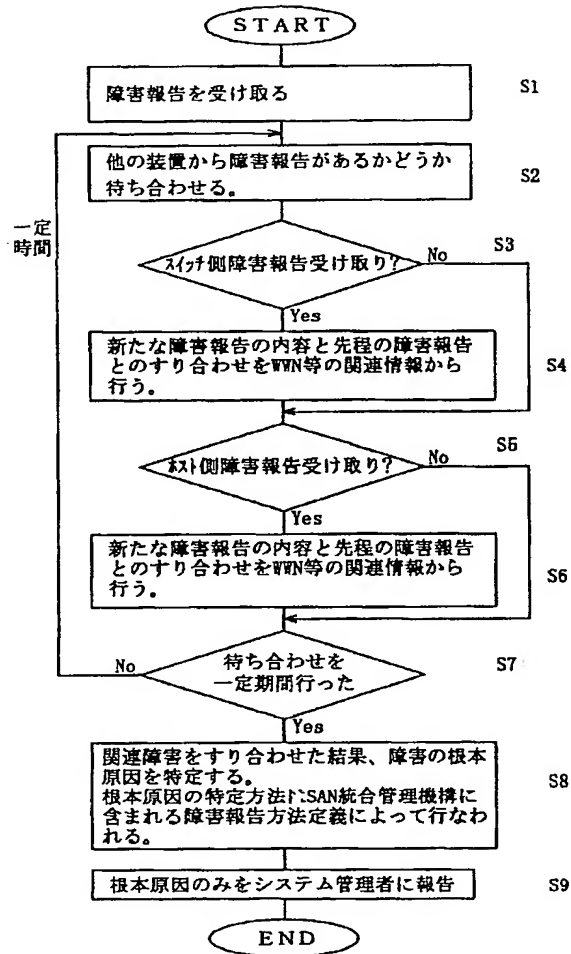 START
障害報告を受け取る
S1
他の装置から障害報告があるかどうか
待ち合わせる。
S2
一定
時間
スイッチ側障害報告受け取り?
No
S3
Yes
新たな障害報告の内容と先程の障害報告
とのすり合わせをWWN等の関連情報から
行う。
S4
ホスト側障害報告受け取り?
No
S5
Yes
新たな障害報告の内容と先程の障害報告
とのすり合わせをWWN等の関連情報から
行う。
S6
待ち合わせを
一定期間行った
No
S7
Yes
関連障害をすり合わせた結果、障害の根本
原因を特定する。
根本原因の特定方法はSAN統合管理機構に
含まれる障害報告方法定義によって行なわ
れる。
S8
根本原因のみをシステム管理者に報告
S9
END